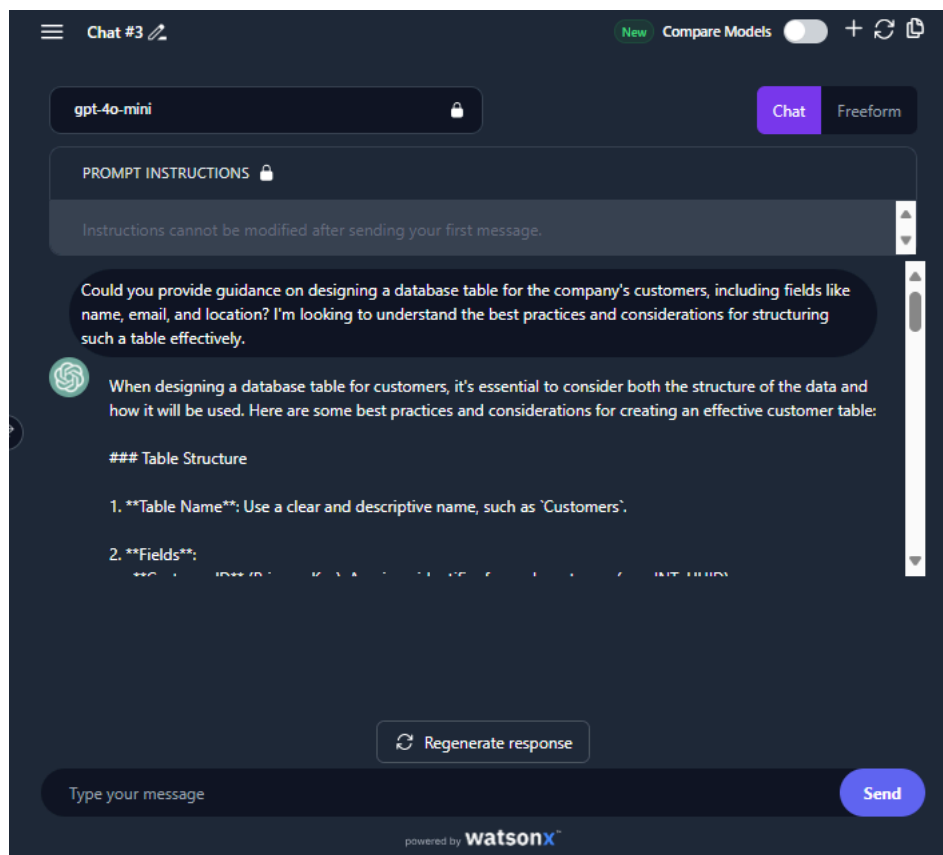 Chat #3
New Compare Models
gpt-4o-mini
Chat Freeform
PROMPT INSTRUCTIONS
Instructions cannot be modified after sending your first message.
Could you provide guidance on designing a database table for the company's customers, including fields like
name, email, and location? I'm looking to understand the best practices and considerations for structuring
such a table effectively.
When designing a database table for customers, it's essential to consider both the structure of the data and
how it will be used. Here are some best practices and considerations for creating an effective customer table:
### Table Structure
1. **Table Name**: Use a clear and descriptive name, such as `Customers`.
2. **Fields**:
Regenerate response
Type your message
Send
powered by watsonx™